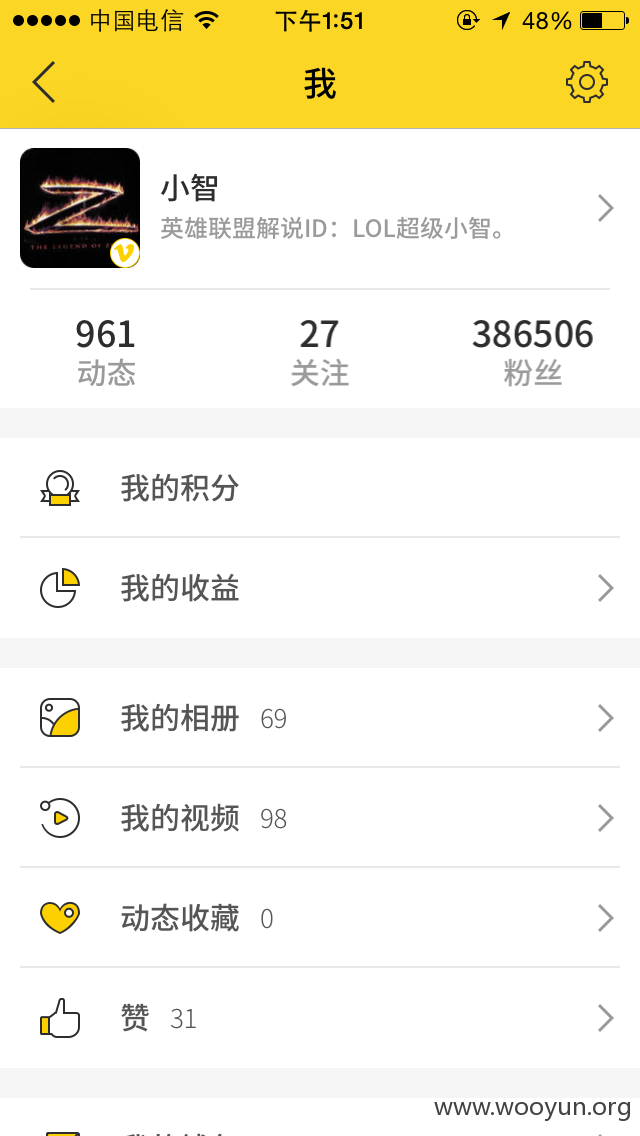 中国电信 下午1:51 48%
我
小智
英雄联盟解说ID：LOL超级小智。
THE LEGEND OF
961 27 386506
动态 关注 粉丝
我的积分
我的收益
我的相册 69
我的视频 98
动态收藏 0
赞 31
www.wooyun.org